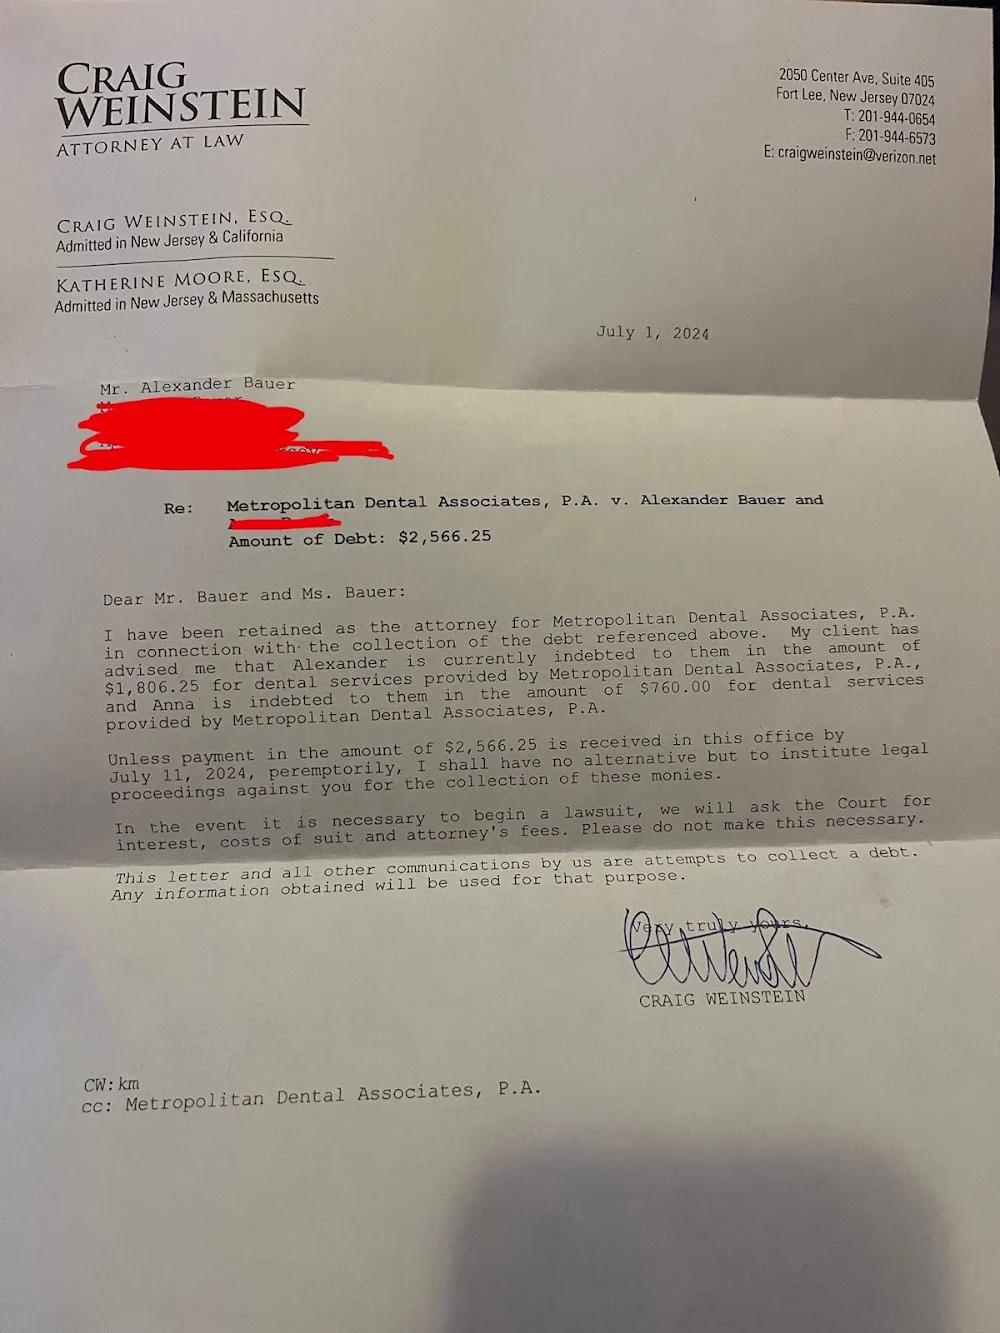 CRAIG
WEINSTEIN
ATTORNEY AT LAW
2050 Center Ave, Suite 405
Fort Lee, New Jersey 07024
T: 201-944-0654
F: 201-944-6573
E: craigweinstein@verizon.net
CRAIG WEINSTEIN, ESQ.
Admitted in New Jersey & California
KATHERINE MOORE, ESQ.
Admitted in New Jersey & Massachusetts
July 1, 2024
Mr. Alexander Bauer
Re: Metropolitan Dental Associates, P.A. v. Alexander Bauer and
Amount of Debt: $2,566.25
Dear Mr. Bauer and Ms. Bauer:
I have been retained as the attorney for Metropolitan Dental Associates, P.A.
in connection with the collection of the debt referenced above. My client has
advised me that Alexander is currently indebted to them in the amount of
$1,806.25 for dental services provided by Metropolitan Dental Associates, P.A.,
and Anna is indebted to them in the amount of $760.00 for dental services
provided by Metropolitan Dental Associates, P.A.
Unless payment in the amount of $2,566.25 is received in this office by
July 11, 2024, peremptorily, I shall have no alternative but to institute legal
proceedings against you for the collection of these monies.
In the event it is necessary to begin a lawsuit, we will ask the Court for
interest, costs of suit and attorney's fees. Please do not make this necessary.
This letter and all other communications by us are attempts to collect a debt.
Any information obtained will be used for that purpose.
Very truly yours,
CRAIG WEINSTEIN
CW:km
cc: Metropolitan Dental Associates, P.A.